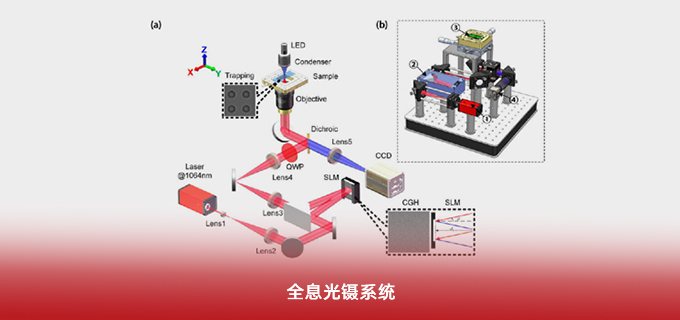 (a)
LED
Condenser
Sample
Z
X
Y
Trapping
Objective
Dichroic
Lens5
CCD
QWP
Lens4
SLM
Laser
@1064nm
Lens3
Lens1
Lens2
CGH
SLM
(b)
③
②
①
④
全息光镊系统